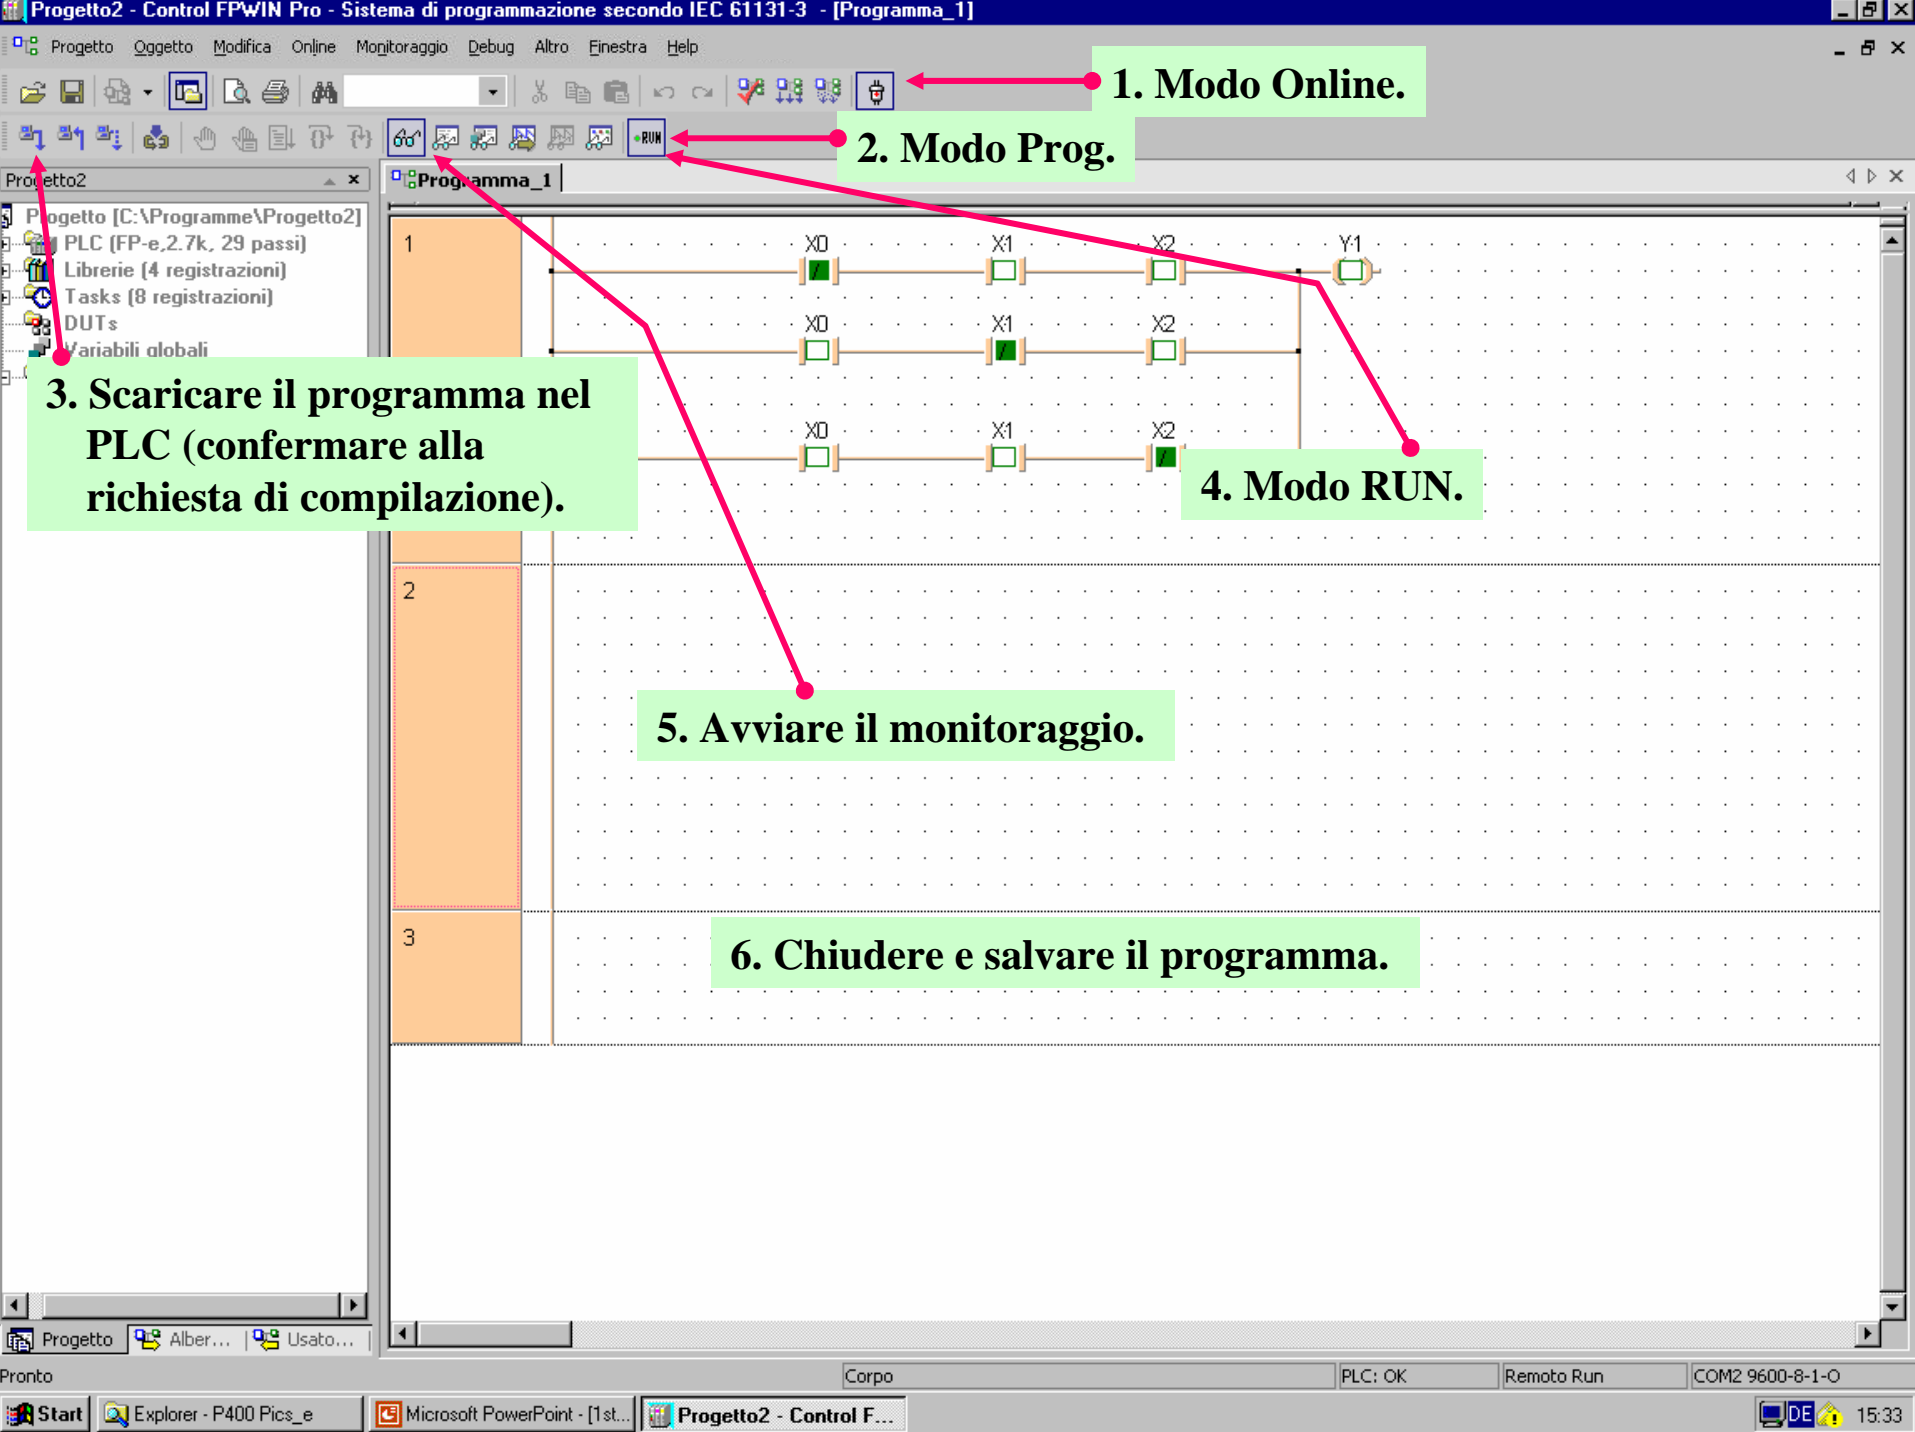 Progetto2 - Control FPWIN Pro - Sistema di programmazione secondo IEC 61131-3 - [Programma_1]
Progetto Oggetto Modifica Online Monitoraggio Debug Altro Finestra Help
1. Modo Online.
RUN
2. Modo Prog.
Progetto2
Programma_1
Progetto [C:\Programme\Progetto2]
PLC (FP-e,2.7k, 29 passi)
Librerie (4 registrazioni)
Tasks (8 registrazioni)
DUTs
Variabili globali
3. Scaricare il programma nel
PLC (confermare alla
richiesta di compilazione).
1
X0 X1 X2 Y1
X0 X1 X2
X0 X1 X2
4. Modo RUN.
2
5. Avviare il monitoraggio.
3
6. Chiudere e salvare il programma.
Progetto Alber... Usato...
Pronto Corpo PLC: OK Remoto Run COM2 9600-8-1-O
Start Explorer - P400 Pics_e Microsoft PowerPoint - [1st... Progetto2 - Control F... DE 15:33